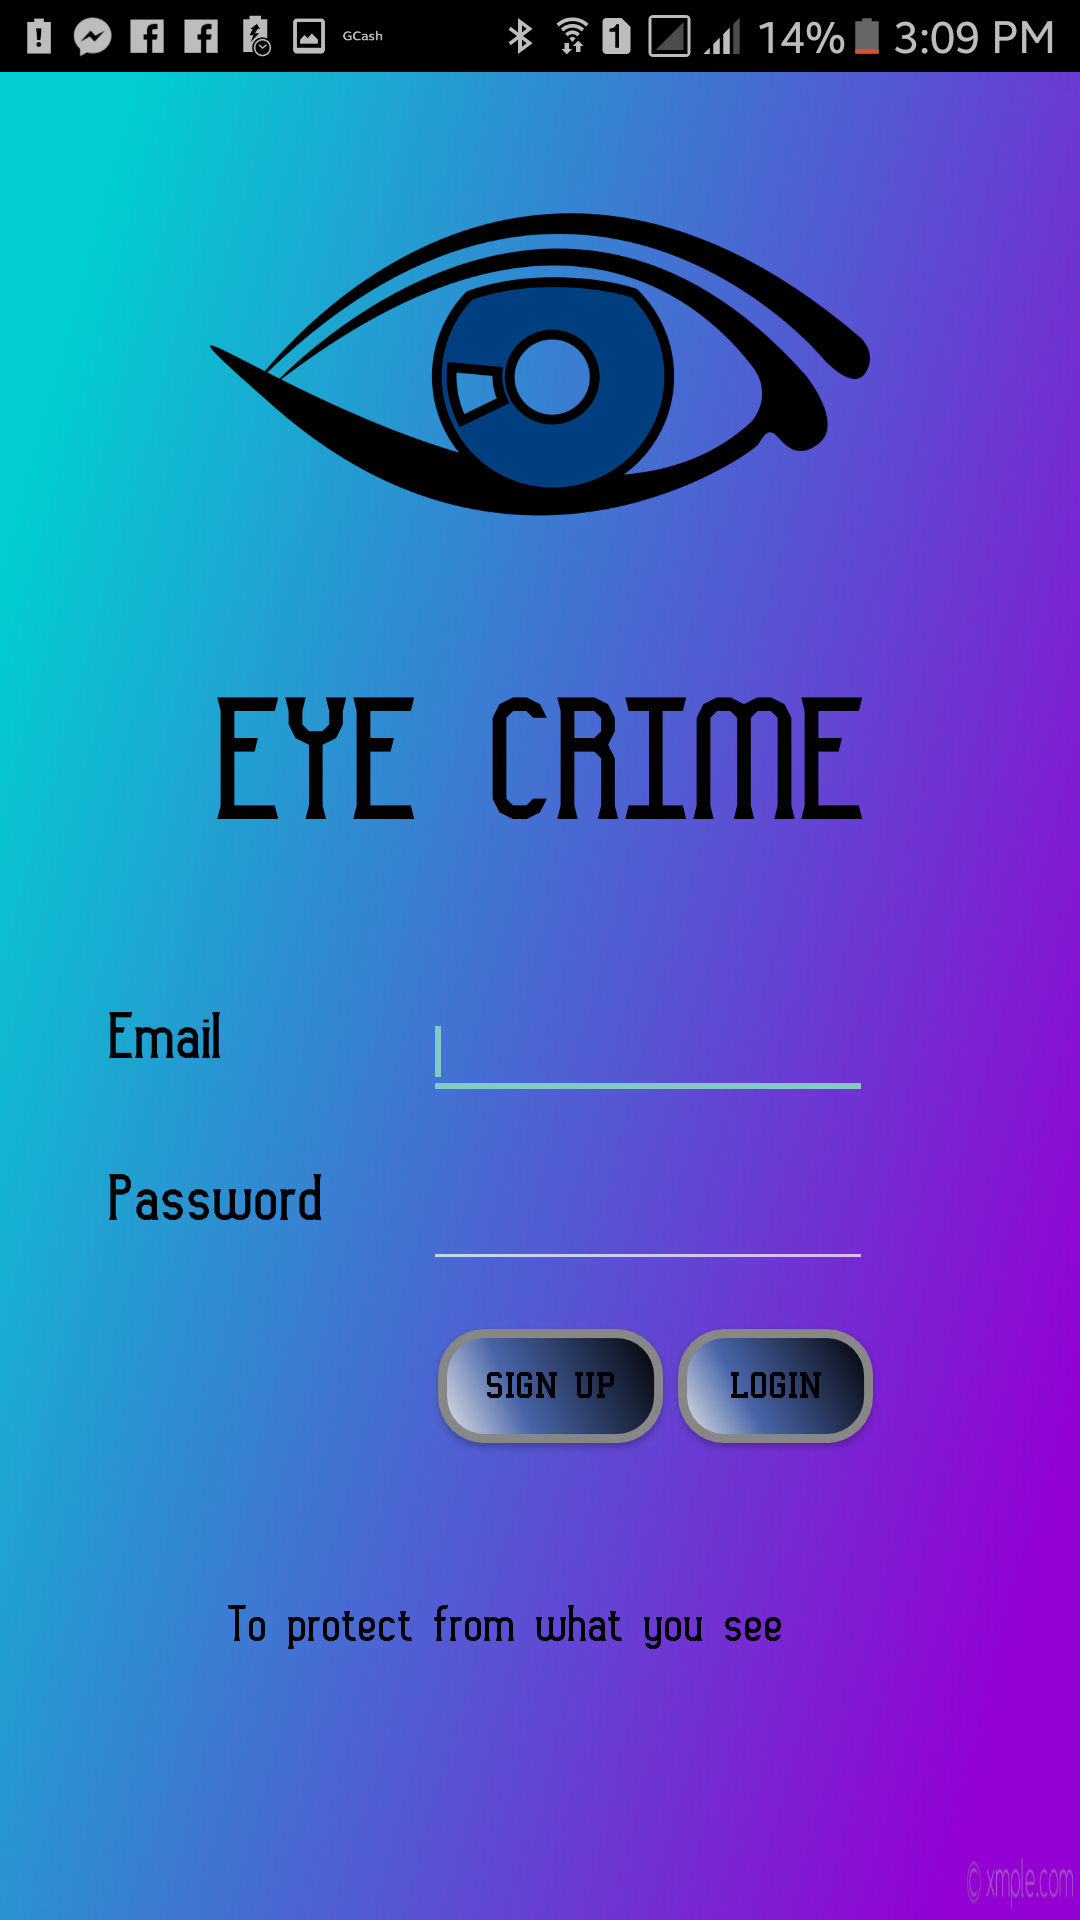 GCash 1 14% 3:09 PM
EYE CRIME
Email
Password
SIGN UP LOGIN
To protect from what you see
© xmple.com